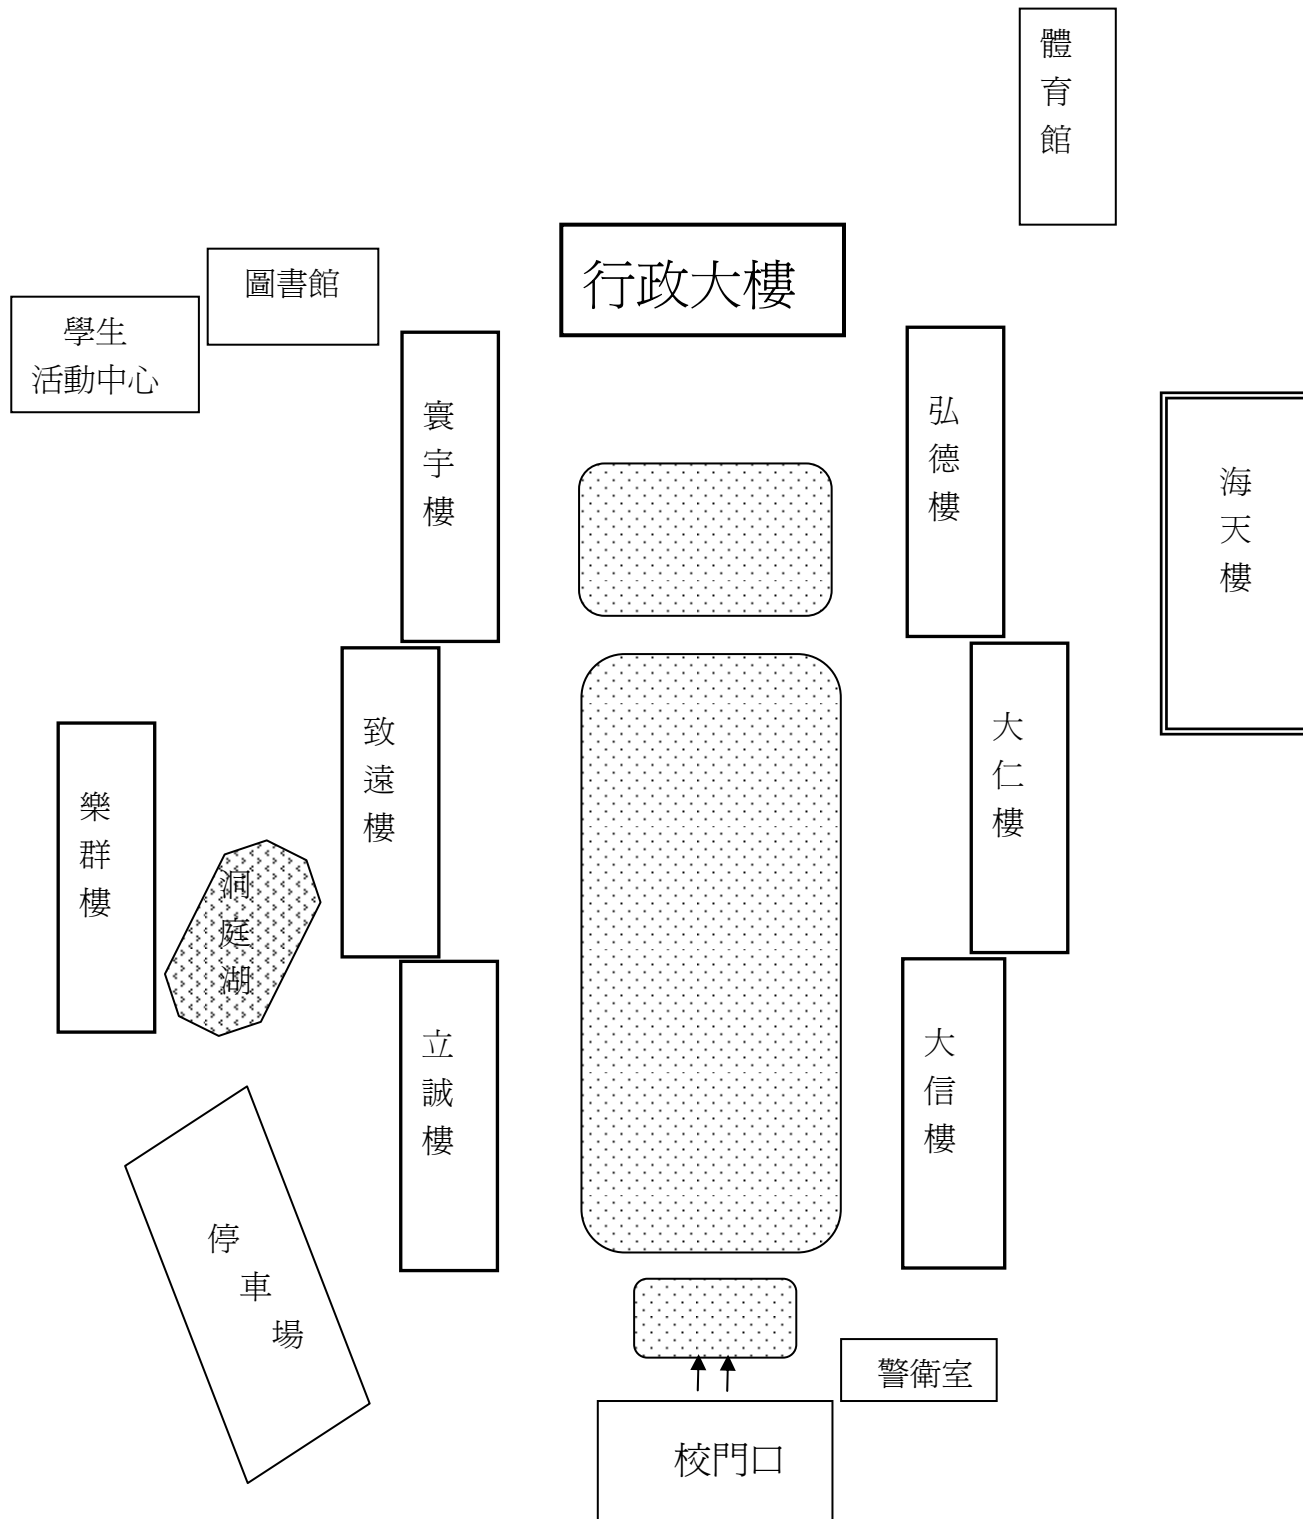 體育館
行政大樓
圖書館
學生
活動中心
寰宇樓
弘德樓
海天樓
致遠樓
大仁樓
樂群樓
洞庭湖
立誠樓
大信樓
停車場
警衛室
校門口